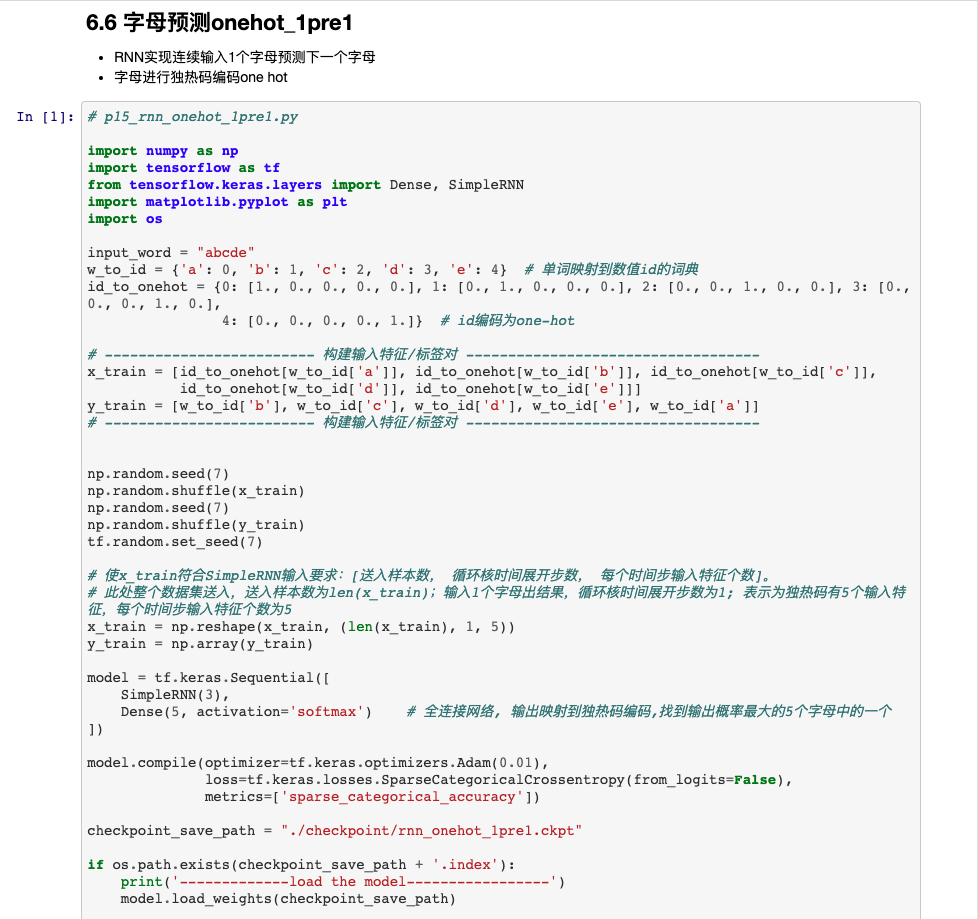 6.6 字母预测onehot_1pre1
• RNN实现连续输入1个字母预测下一个字母
• 字母进行独热码编码one hot
In [1]: # p15_rnn_onehot_1pre1.py
import numpy as np
import tensorflow as tf
from tensorflow.keras.layers import Dense, SimpleRNN
import matplotlib.pyplot as plt
import os
input_word = "abcde"
w_to_id = {'a': 0, 'b': 1, 'c': 2, 'd': 3, 'e': 4}  # 单词映射到数值id的词典
id_to_onehot = {0: [1., 0., 0., 0., 0.], 1: [0., 1., 0., 0., 0.], 2: [0., 0., 1., 0., 0.], 3: [0.,
0., 0., 1., 0.],
                4: [0., 0., 0., 0., 1.]}  # id编码为one-hot
# ------------------------- 构建输入特征/标签对 -----------------------------------
x_train = [id_to_onehot[w_to_id['a']], id_to_onehot[w_to_id['b']], id_to_onehot[w_to_id['c']],
           id_to_onehot[w_to_id['d']], id_to_onehot[w_to_id['e']]]
y_train = [w_to_id['b'], w_to_id['c'], w_to_id['d'], w_to_id['e'], w_to_id['a']]
# ------------------------- 构建输入特征/标签对 -----------------------------------
np.random.seed(7)
np.random.shuffle(x_train)
np.random.seed(7)
np.random.shuffle(y_train)
tf.random.set_seed(7)
# 使x_train符合SimpleRNN输入要求：[送入样本数， 循环核时间展开步数， 每个时间步输入特征个数]。
# 此处整个数据集送入，送入样本数为len(x_train)；输入1个字母出结果，循环核时间展开步数为1; 表示为独热码有5个输入特
征，每个时间步输入特征个数为5
x_train = np.reshape(x_train, (len(x_train), 1, 5))
y_train = np.array(y_train)
model = tf.keras.Sequential([
    SimpleRNN(3),
    Dense(5, activation='softmax')    # 全连接网络, 输出映射到独热码编码,找到输出概率最大的5个字母中的一个
])
model.compile(optimizer=tf.keras.optimizers.Adam(0.01),
              loss=tf.keras.losses.SparseCategoricalCrossentropy(from_logits=False),
              metrics=['sparse_categorical_accuracy'])
checkpoint_save_path = "./checkpoint/rnn_onehot_1pre1.ckpt"
if os.path.exists(checkpoint_save_path + '.index'):
    print('-------------load the model-----------------')
    model.load_weights(checkpoint_save_path)